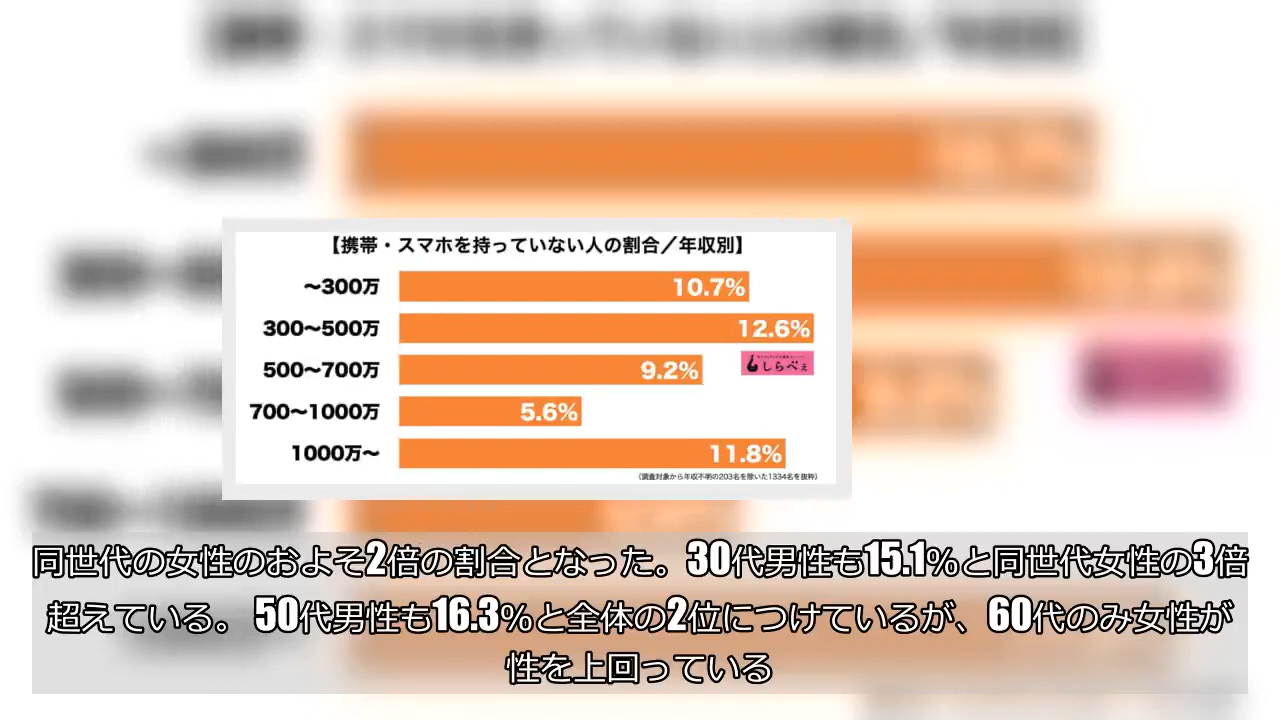 【携帯・スマホを持っていない人の割合／年収別】
〜300万 10.7%
300〜500万 12.6%
500〜700万 9.2%
しらべぇ
700〜1000万 5.6%
1000万〜 11.8%
（調査対象から年収不明の203名を除いた1334名を抜粋）
同世代の女性のおよそ2倍の割合となった。30代男性も15.1％と同世代女性の3倍
超えている。 50代男性も16.3％と全体の2位につけているが、60代のみ女性が
性を上回っている